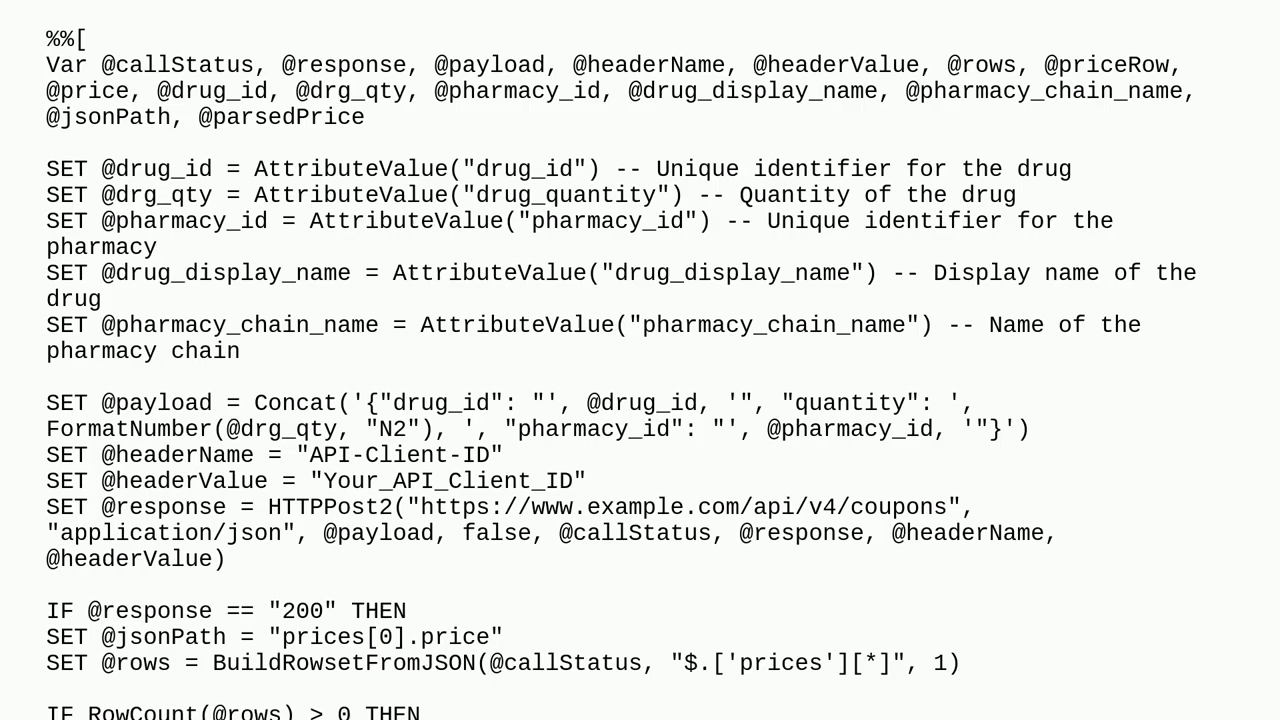 %%[
Var @callStatus, @response, @payload, @headerName, @headerValue, @rows, @priceRow,
@price, @drug_id, @drg_qty, @pharmacy_id, @drug_display_name, @pharmacy_chain_name,
@jsonPath, @parsedPrice
SET @drug_id = AttributeValue("drug_id") -- Unique identifier for the drug
SET @drg_qty = AttributeValue("drug_quantity") -- Quantity of the drug
SET @pharmacy_id = AttributeValue("pharmacy_id") -- Unique identifier for the
pharmacy
SET @drug_display_name = AttributeValue("drug_display_name") -- Display name of the
drug
SET @pharmacy_chain_name = AttributeValue("pharmacy_chain_name") -- Name of the
pharmacy chain
SET @payload = Concat('{"drug_id": "', @drug_id, '", "quantity": ',
FormatNumber(@drg_qty, "N2"), ', "pharmacy_id": "', @pharmacy_id, '"}')
SET @headerName = "API-Client-ID"
SET @headerValue = "Your_API_Client_ID"
SET @response = HTTPPost2("https://www.example.com/api/v4/coupons",
"application/json", @payload, false, @callStatus, @response, @headerName,
@headerValue)
IF @response == "200" THEN
SET @jsonPath = "prices[0].price"
SET @rows = BuildRowsetFromJSON(@callStatus, "$.['prices'][*]", 1)
IF RowCount(@rows) > 0 THEN